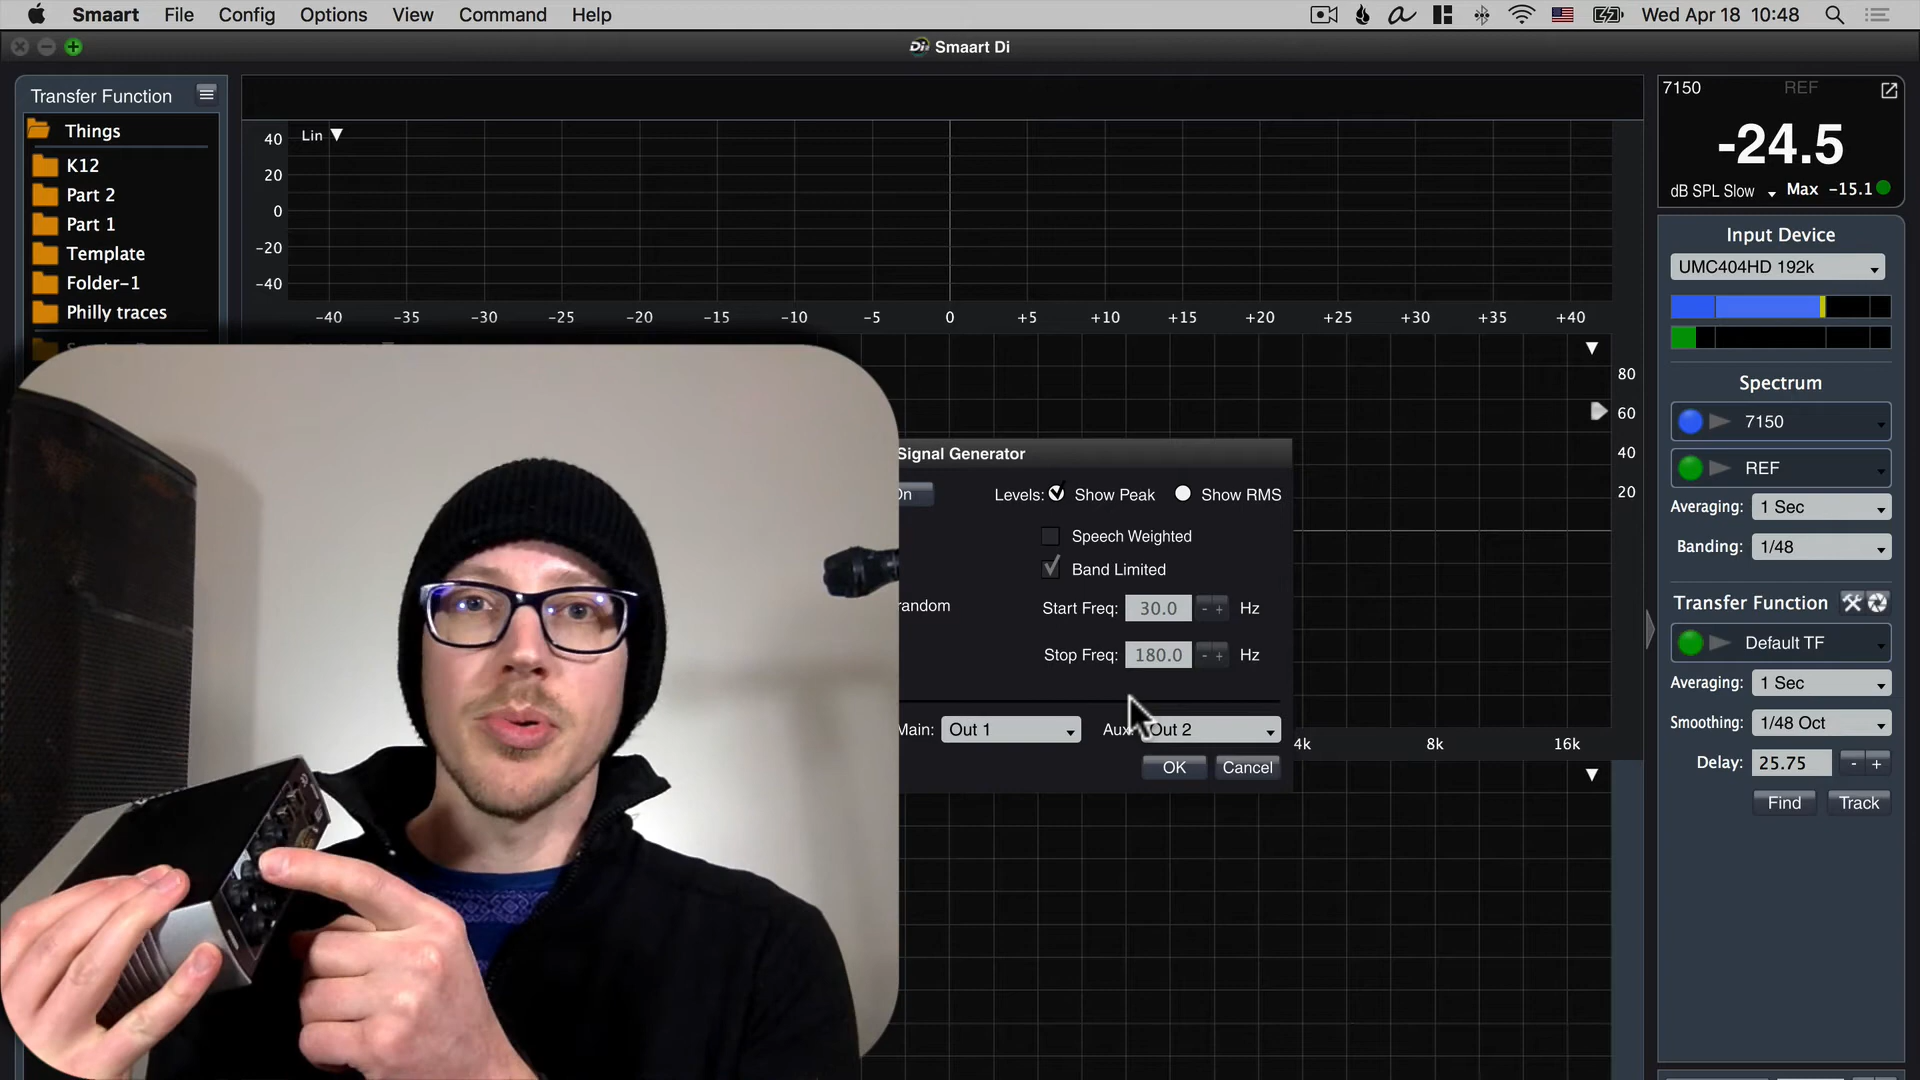 Smaart File Config Options View Command Help
Wed Apr 18 10:48
Di Smaart Di
Transfer Function
Things
K12
Part 2
Part 1
Template
Folder-1
Philly traces
Lin
40
20
0
-20
-40
-40 -35 -30 -25 -20 -15 -10 -5 0 +5 +10 +15 +20 +25 +30 +35 +40
80
60
40
20
4k 8k 16k
Signal Generator
On
Levels: Show Peak Show RMS
Speech Weighted
Band Limited
random
Start Freq: 30.0 - + Hz
Stop Freq: 180.0 - + Hz
Main: Out 1 Aux: Out 2
OK Cancel
7150 REF
-24.5
dB SPL Slow Max -15.1
Input Device
UMC404HD 192k
Spectrum
7150
REF
Averaging: 1 Sec
Banding: 1/48
Transfer Function
Default TF
Averaging: 1 Sec
Smoothing: 1/48 Oct
Delay: 25.75 - +
Find Track